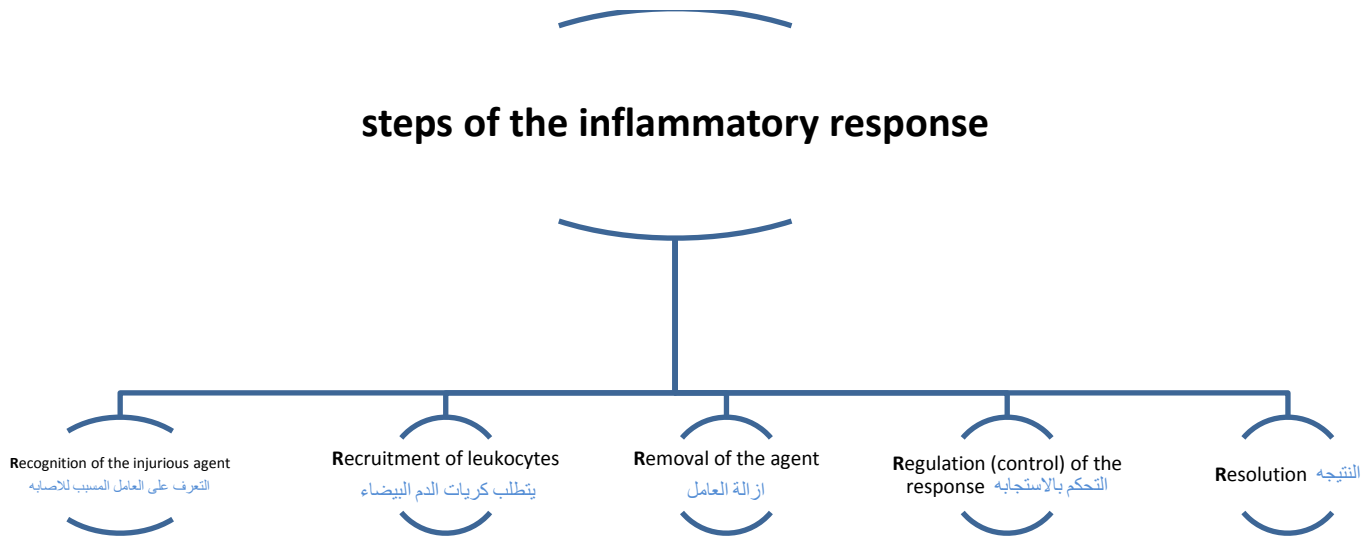 steps of the inflammatory response
Recognition of the injurious agent
التعرف على العامل المسبب للاصابه
Recruitment of leukocytes
يتطلب كريات الدم البيضاء
Removal of the agent
ازالة العامل
Regulation (control) of the
response التحكم بالاستجابه
Resolution النتيجه